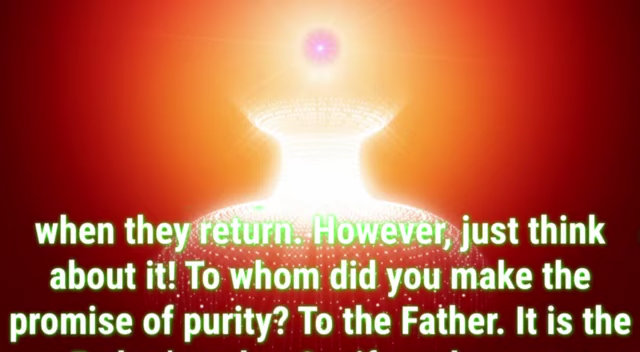 when they return. However, just think
about it! To whom did you make the
promise of purity? To the Father. It is the